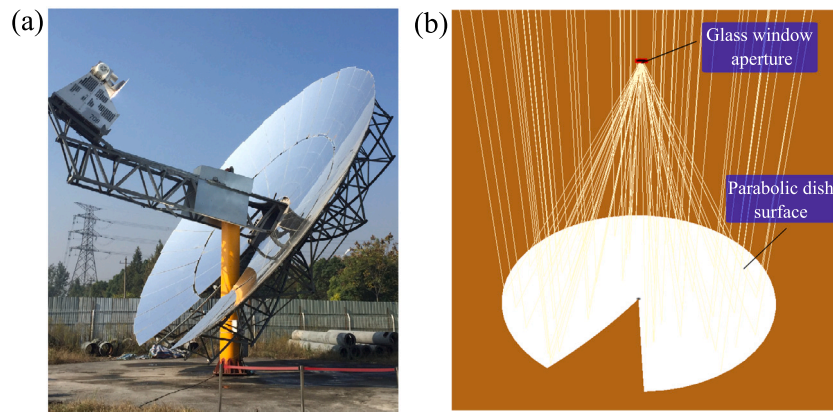 (a)
(b)
Glass window
aperture
Parabolic dish
surface